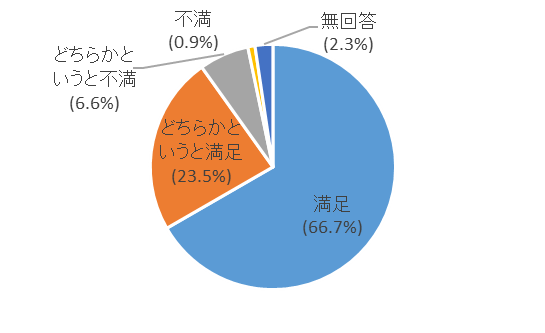 不満
(0.9%)
無回答
(2.3%)
どちらかと
いうと不満
(6.6%)
どちらかと
いうと満足
(23.5%)
満足
(66.7%)